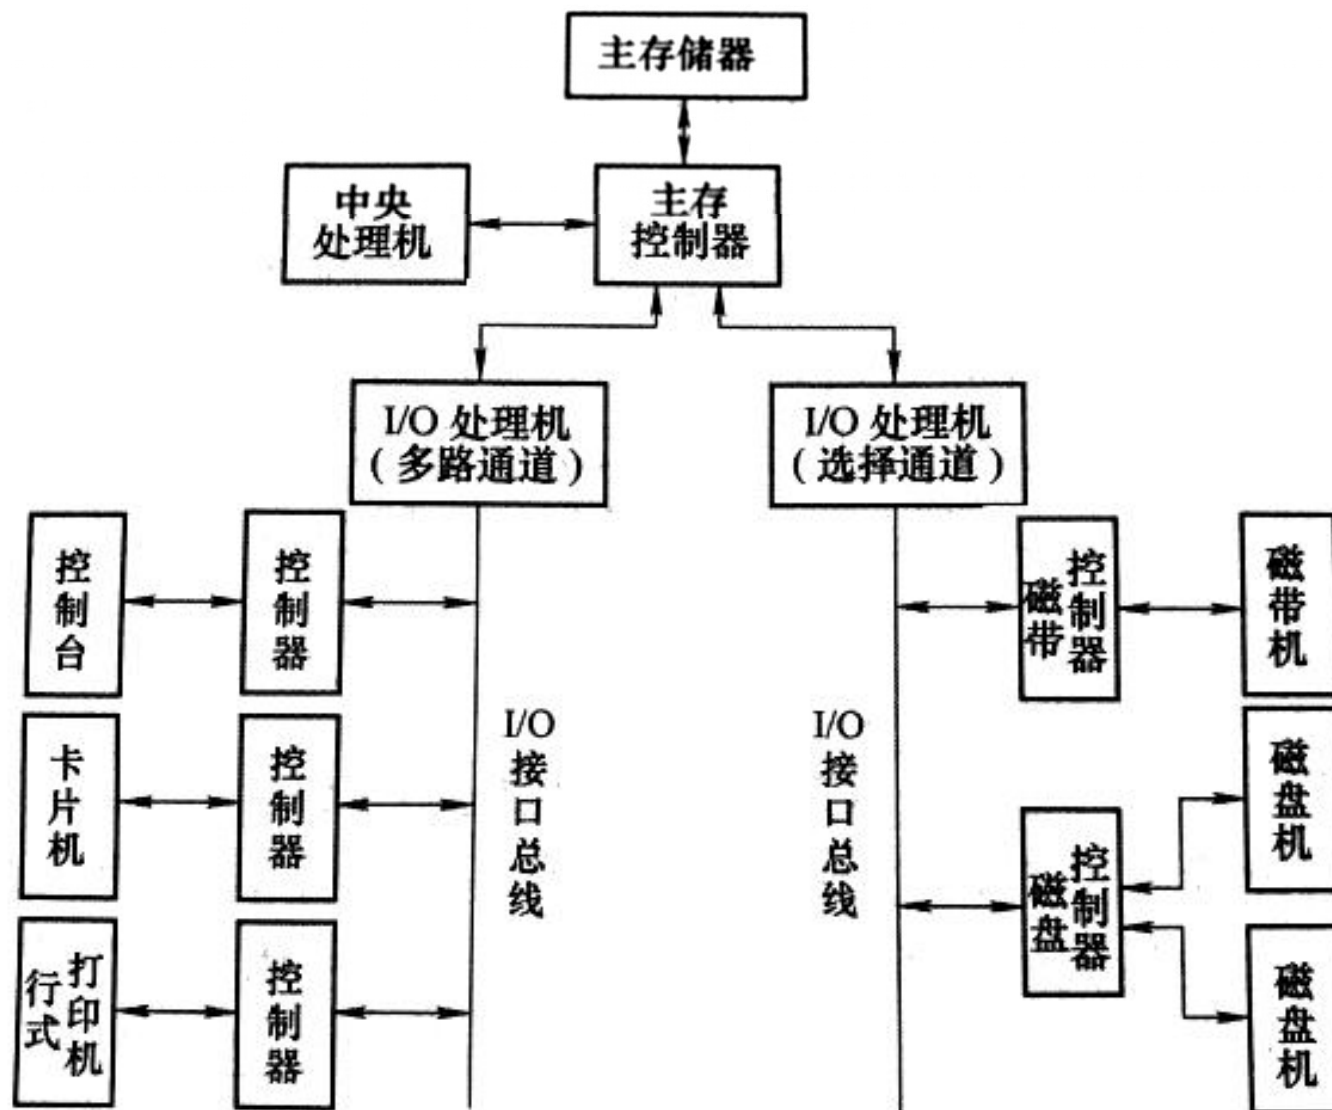 主存储器
中央
处理机
主存
控制器
I/O 处理机
(多路通道)
I/O 处理机
(选择通道)
控制台
控制器
磁带
控制器
磁带机
卡片机
控制器
I/O
接口总线
I/O
接口总线
磁盘
控制器
磁盘机
行式
打印机
控制器
磁盘机